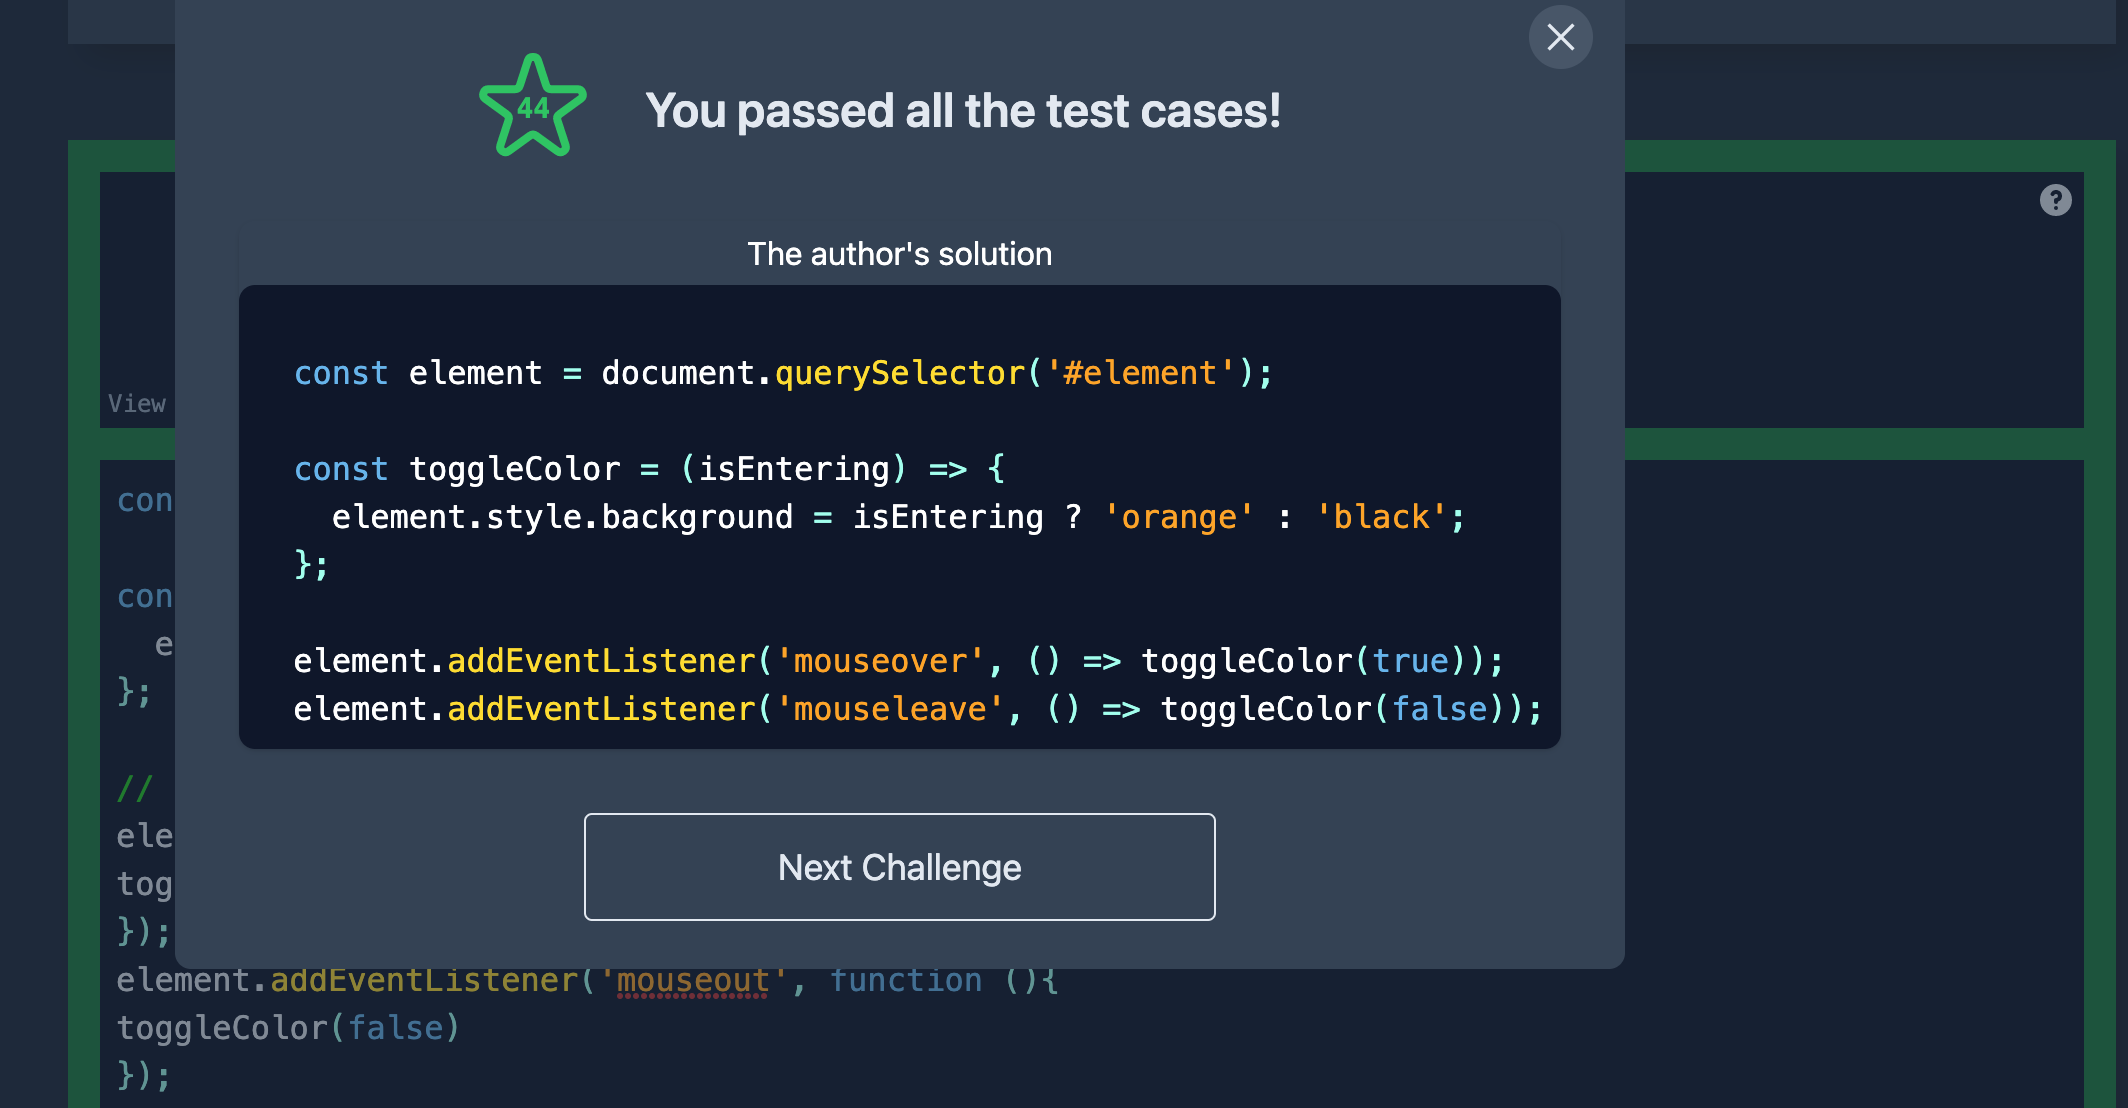 44
You passed all the test cases!
?
The author's solution
const element = document.querySelector('#element');
const toggleColor = (isEntering) => {
  element.style.background = isEntering ? 'orange' : 'black';
};
element.addEventListener('mouseover', () => toggleColor(true));
element.addEventListener('mouseleave', () => toggleColor(false));
Next Challenge
View
con
con
e
};
//
ele
tog
});
element.addEventListener('mouseout', function (){
toggleColor(false)
});